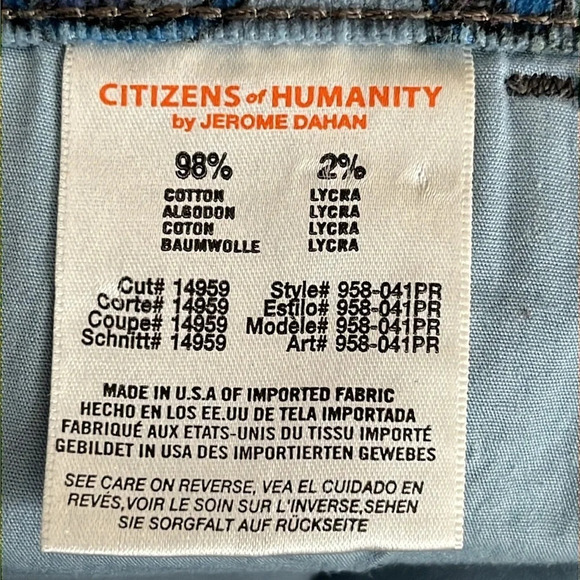 CITIZENS of HUMANITY
by JEROME DAHAN
98% 2%
COTTON LYCRA
ALGODON LYCRA
COTON LYCRA
BAUMWOLLE LYCRA
Cut# 14959 Style# 958-041PR
Corte# 14959 Estilo# 958-041PR
Coupe# 14959 Modèle# 958-041PR
Schnitt# 14959 Art# 958-041PR
MADE IN U.S.A OF IMPORTED FABRIC
HECHO EN LOS EE.UU DE TELA IMPORTADA
FABRIQUÉ AUX ETATS-UNIS DU TISSU IMPORTÉ
GEBILDET IN USA DES IMPORTIERTEN GEWEBES
SEE CARE ON REVERSE, VEA EL CUIDADO EN
REVÉS,VOIR LE SOIN SUR L'INVERSE,SEHEN
SIE SORGFALT AUF RÜCKSEITE